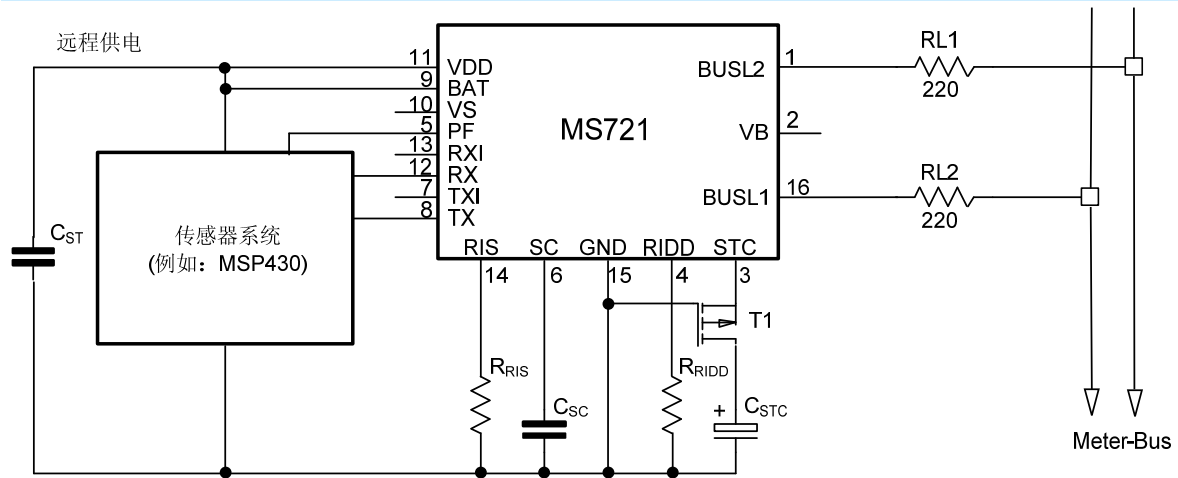 远程供电
11 VDD
9 BAT
10 VS
5 PF
13 RXI
12 RX
7 TXI
8 TX
MS721
BUSL2 1
VB 2
BUSL1 16
RL1
220
RL2
220
RIS SC GND RIDD STC
14 6 15 4 3
CST
传感器系统
(例如：MSP430)
T1
RRIS
CSC
RRIDD
+
CSTC
Meter-Bus